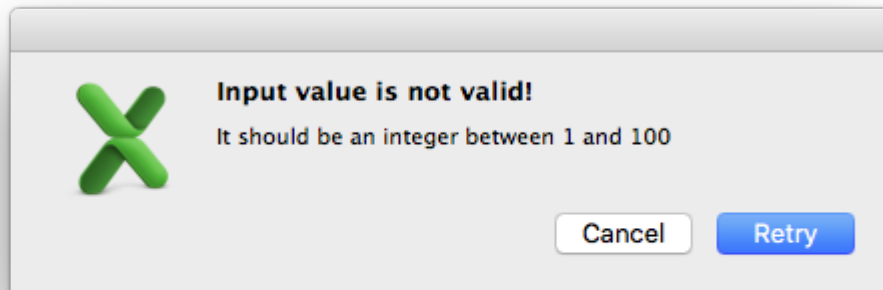 Input value is not valid!
It should be an integer between 1 and 100
Cancel Retry